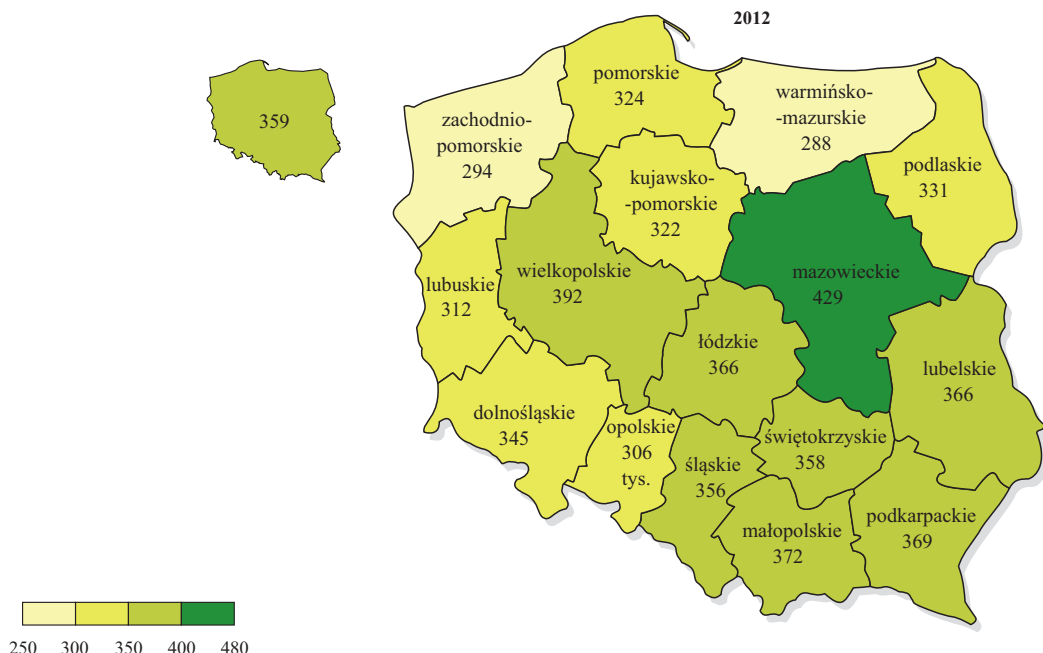 2012
359
pomorskie
324
warmińsko-
-mazurskie
288
zachodnio-
pomorskie
294
podlaskie
331
kujawsko-
-pomorskie
322
lubuskie
312
wielkopolskie
392
mazowieckie
429
łódzkie
366
lubelskie
366
dolnośląskie
345
opolskie
306
tys.
śląskie
356
świętokrzyskie
358
małopolskie
372
podkarpackie
369
250 300 350 400 480